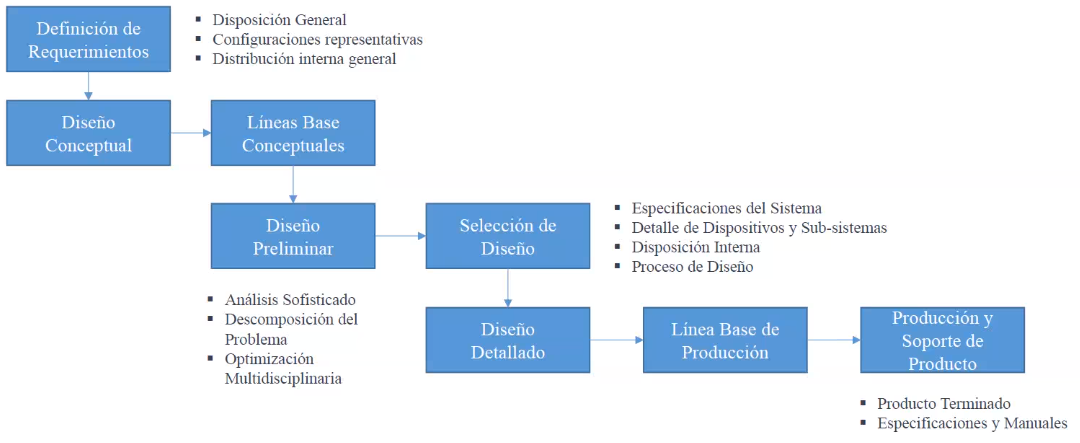 Definición de
Requerimientos
▪ Disposición General
▪ Configuraciones representativas
▪ Distribución interna general
Diseño
Conceptual
Líneas Base
Conceptuales
Diseño
Preliminar
Selección de
Diseño
▪ Especificaciones del Sistema
▪ Detalle de Dispositivos y Sub-sistemas
▪ Disposición Interna
▪ Proceso de Diseño
▪ Análisis Sofisticado
▪ Descomposición del
Problema
▪ Optimización
Multidisciplinaria
Diseño
Detallado
Línea Base de
Producción
Producción y
Soporte de
Producto
▪ Producto Terminado
▪ Especificaciones y Manuales